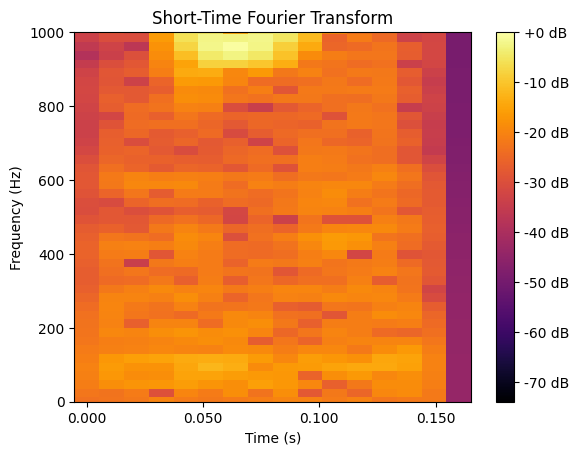 Short-Time Fourier Transform
1000
800
600
400
200
0
Frequency (Hz)
0.000
0.050
0.100
0.150
Time (s)
+0 dB
-10 dB
-20 dB
-30 dB
-40 dB
-50 dB
-60 dB
-70 dB